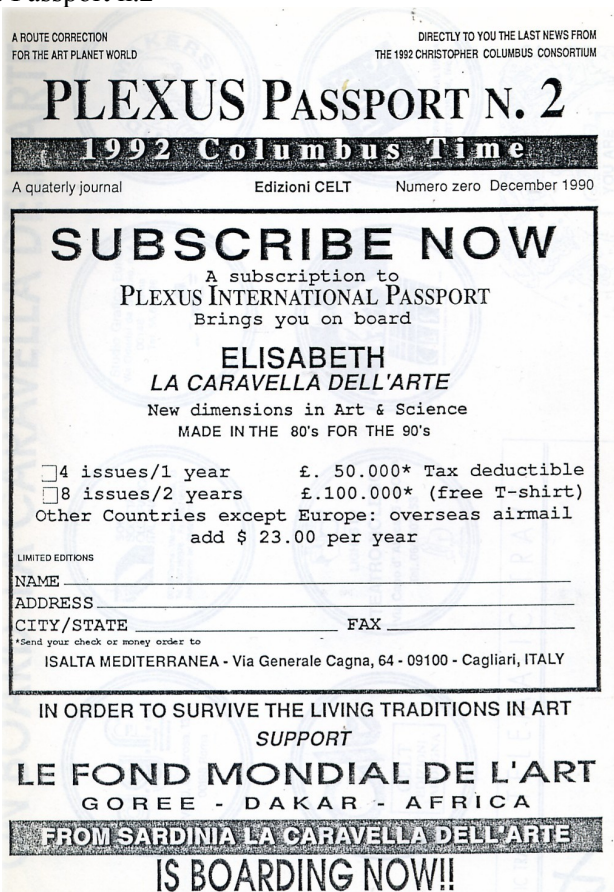 Passport n.2
A ROUTE CORRECTION
FOR THE ART PLANET WORLD
DIRECTLY TO YOU THE LAST NEWS FROM
THE 1992 CHRISTOPHER COLUMBUS CONSORTIUM
PLEXUS PASSPORT N. 2
1992 Columbus Time
A quaterly journal Edizioni CELT Numero zero December 1990
SUBSCRIBE NOW
A subscription to
PLEXUS INTERNATIONAL PASSPORT
Brings you on board
ELISABETH
LA CARAVELLA DELL'ARTE
New dimensions in Art & Science
MADE IN THE 80's FOR THE 90's
4 issues/1 year £. 50.000* Tax deductible
8 issues/2 years £.100.000* (free T-shirt)
Other Countries except Europe: overseas airmail
add $ 23.00 per year
LIMITED EDITIONS
NAME
ADDRESS
CITY/STATE FAX
*Send your check or money order to
ISALTA MEDITERRANEA - Via Generale Cagna, 64 - 09100 - Cagliari, ITALY
IN ORDER TO SURVIVE THE LIVING TRADITIONS IN ART
SUPPORT
LE FOND MONDIAL DE L'ART
GOREE - DAKAR - AFRICA
FROM SARDINIA LA CARAVELLA DELL'ARTE
IS BOARDING NOW!!